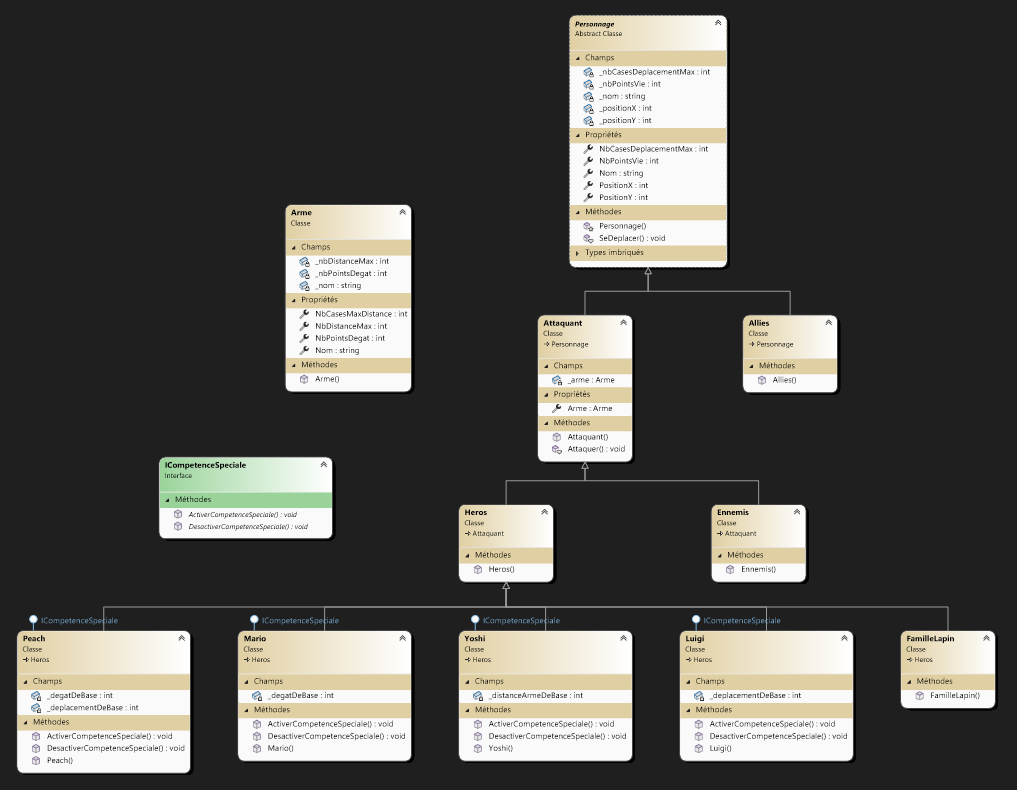 Personnage
Abstract Classe
Champs
_nbCasesDeplacementMax : int
_nbPointsVie : int
_nom : string
_positionX : int
_positionY : int
Propriétés
NbCasesDeplacementMax : int
NbPointsVie : int
Nom : string
PositionX : int
PositionY : int
Méthodes
Personnage()
SeDeplacer() : void
Types imbriqués
Arme
Classe
Champs
_nbDistanceMax : int
_nbPointsDegat : int
_nom : string
Propriétés
NbCasesMaxDistance : int
NbDistanceMax : int
NbPointsDegat : int
Nom : string
Méthodes
Arme()
Attaquant
Classe
Personnage
Champs
_arme : Arme
Propriétés
Arme : Arme
Méthodes
Attaquant()
Attaquer() : void
Allies
Classe
Personnage
Méthodes
Allies()
ICompetenceSpeciale
Interface
Méthodes
ActiverCompetenceSpeciale() : void
DesactiverCompetenceSpeciale() : void
Heros
Classe
Attaquant
Méthodes
Heros()
Ennemis
Classe
Attaquant
Méthodes
Ennemis()
ICompetenceSpeciale
Peach
Classe
Heros
Champs
_degatDeBase : int
_deplacementDeBase : int
Méthodes
ActiverCompetenceSpeciale() : void
DesactiverCompetenceSpeciale() : void
Peach()
ICompetenceSpeciale
Mario
Classe
Heros
Champs
_degatDeBase : int
Méthodes
ActiverCompetenceSpeciale() : void
DesactiverCompetenceSpeciale() : void
Mario()
ICompetenceSpeciale
Yoshi
Classe
Heros
Champs
_distanceArmeDeBase : int
Méthodes
ActiverCompetenceSpeciale() : void
DesactiverCompetenceSpeciale() : void
Yoshi()
ICompetenceSpeciale
Luigi
Classe
Heros
Champs
_deplacementDeBase : int
Méthodes
ActiverCompetenceSpeciale() : void
DesactiverCompetenceSpeciale() : void
Luigi()
FamilleLapin
Classe
Heros
Méthodes
FamilleLapin()